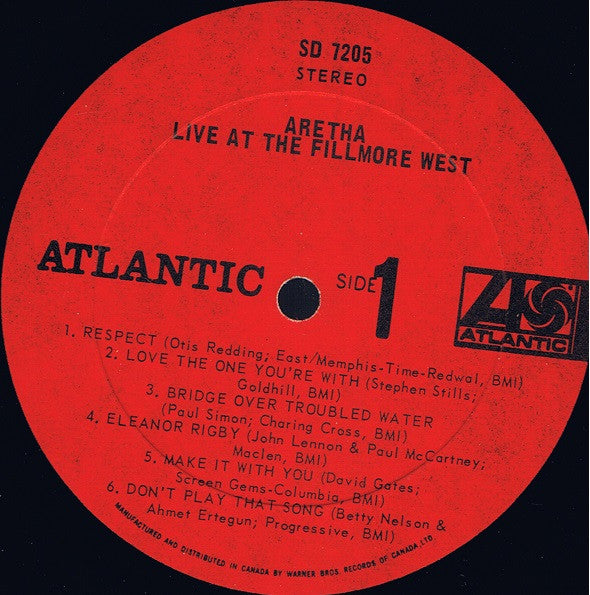 SD 7205
STEREO
ARETHA
LIVE AT THE FILLMORE WEST
ATLANTIC
SIDE 1
ATLANTIC
1. RESPECT (Otis Redding; East/Memphis-Time-Redwal, BMI)
2. LOVE THE ONE YOU'RE WITH (Stephen Stills;
Goldhill, BMI)
3. BRIDGE OVER TROUBLED WATER
(Paul Simon; Charing Cross, BMI)
4. ELEANOR RIGBY (John Lennon & Paul McCartney;
Maclen, BMI)
5. MAKE IT WITH YOU (David Gates;
Screen Gems-Columbia, BMI)
6. DON'T PLAY THAT SONG (Betty Nelson &
Ahmet Ertegun; Progressive, BMI)
MANUFACTURED AND DISTRIBUTED IN CANADA BY WARNER BROS. RECORDS OF CANADA, LTD.